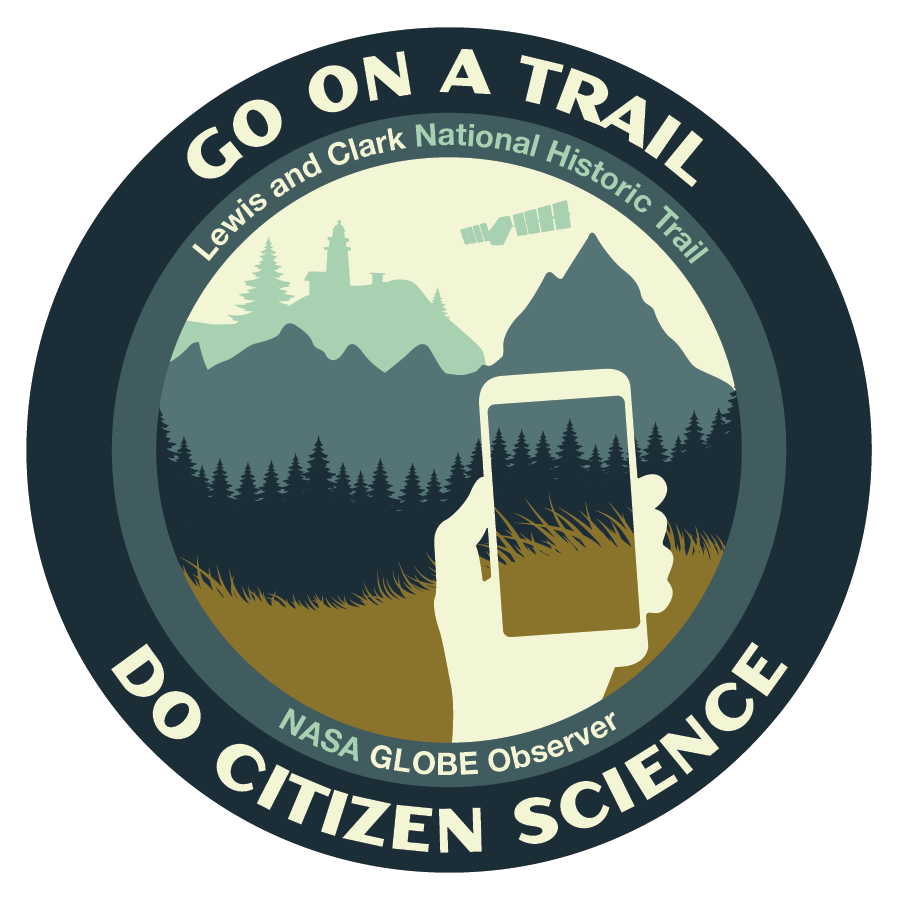 GO ON A TRAIL
Lewis and Clark National Historic Trail
NASA GLOBE Observer
DO CITIZEN SCIENCE